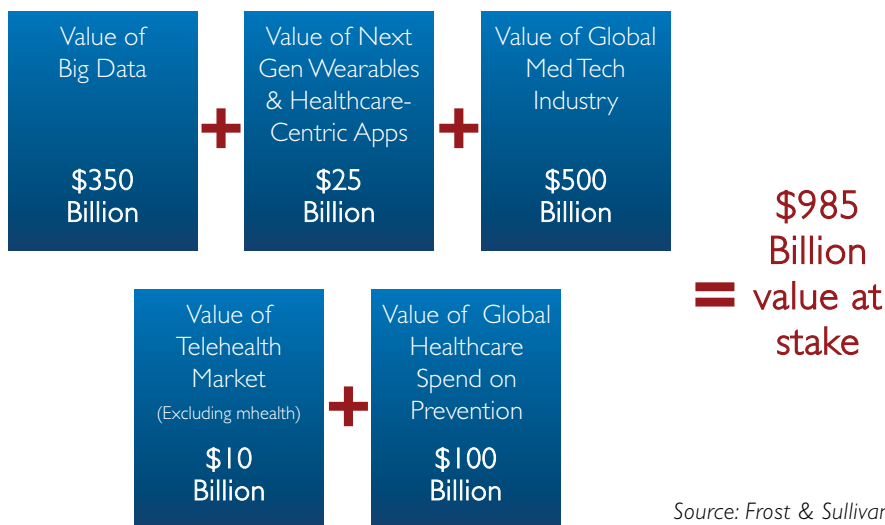 Value of
Big Data
$350
Billion
+
Value of Next
Gen Wearables
& Healthcare-
Centric Apps
$25
Billion
+
Value of Global
Med Tech
Industry
$500
Billion
Value of
Telehealth
Market
(Excluding mhealth)
$10
Billion
+
Value of Global
Healthcare
Spend on
Prevention
$100
Billion
=
$985
Billion
value at
stake
Source: Frost & Sullivan